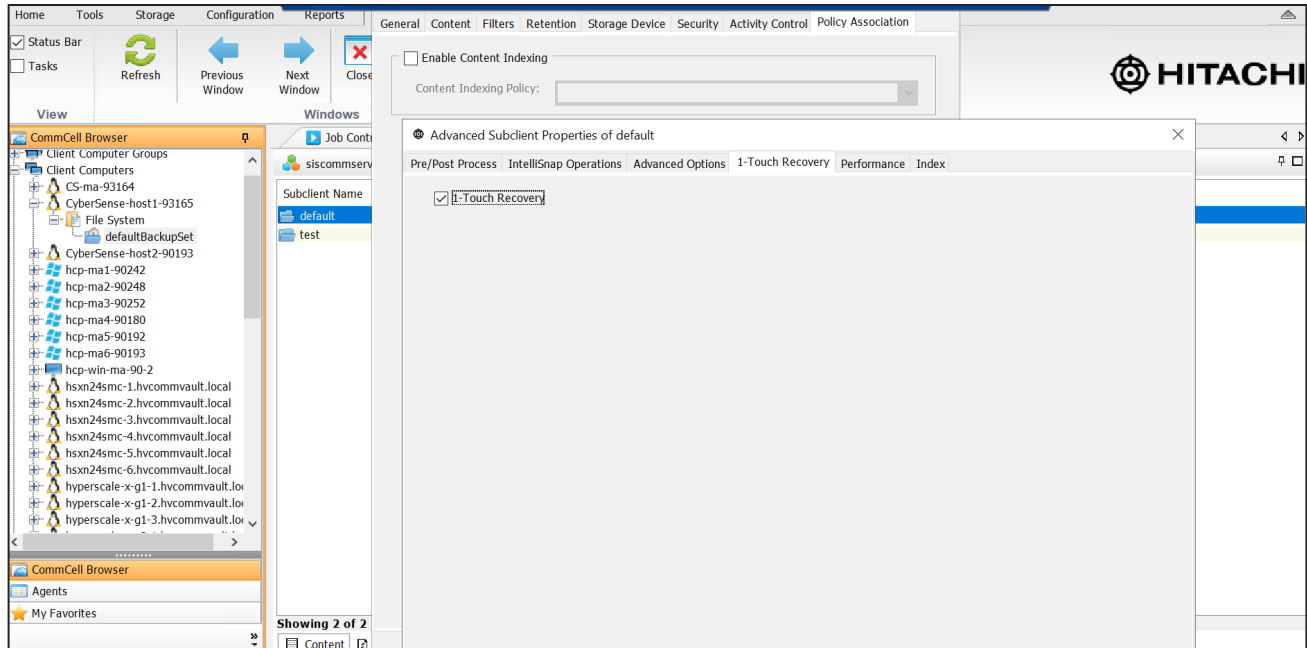 Home Tools Storage Configuration Reports
Status Bar
Tasks
Refresh
Previous Window
Next Window
Close
View
Windows
General Content Filters Retention Storage Device Security Activity Control Policy Association
Enable Content Indexing
Content Indexing Policy:
HITACHI
CommCell Browser
Client Computer Groups
Client Computers
CS-ma-93164
CyberSense-host1-93165
File System
defaultBackupSet
CyberSense-host2-90193
hcp-ma1-90242
hcp-ma2-90248
hcp-ma3-90252
hcp-ma4-90180
hcp-ma5-90192
hcp-ma6-90193
hcp-win-ma-90-2
hsxn24smc-1.hvcommvault.local
hsxn24smc-2.hvcommvault.local
hsxn24smc-3.hvcommvault.local
hsxn24smc-4.hvcommvault.local
hsxn24smc-5.hvcommvault.local
hsxn24smc-6.hvcommvault.local
hyperscale-x-g1-1.hvcommvault.lo
hyperscale-x-g1-2.hvcommvault.lo
hyperscale-x-g1-3.hvcommvault.lo
CommCell Browser
Agents
My Favorites
Job Cont
siscommserv
Subclient Name
default
test
Showing 2 of 2
Content
Advanced Subclient Properties of default
Pre/Post Process IntelliSnap Operations Advanced Options 1-Touch Recovery Performance Index
1-Touch Recovery